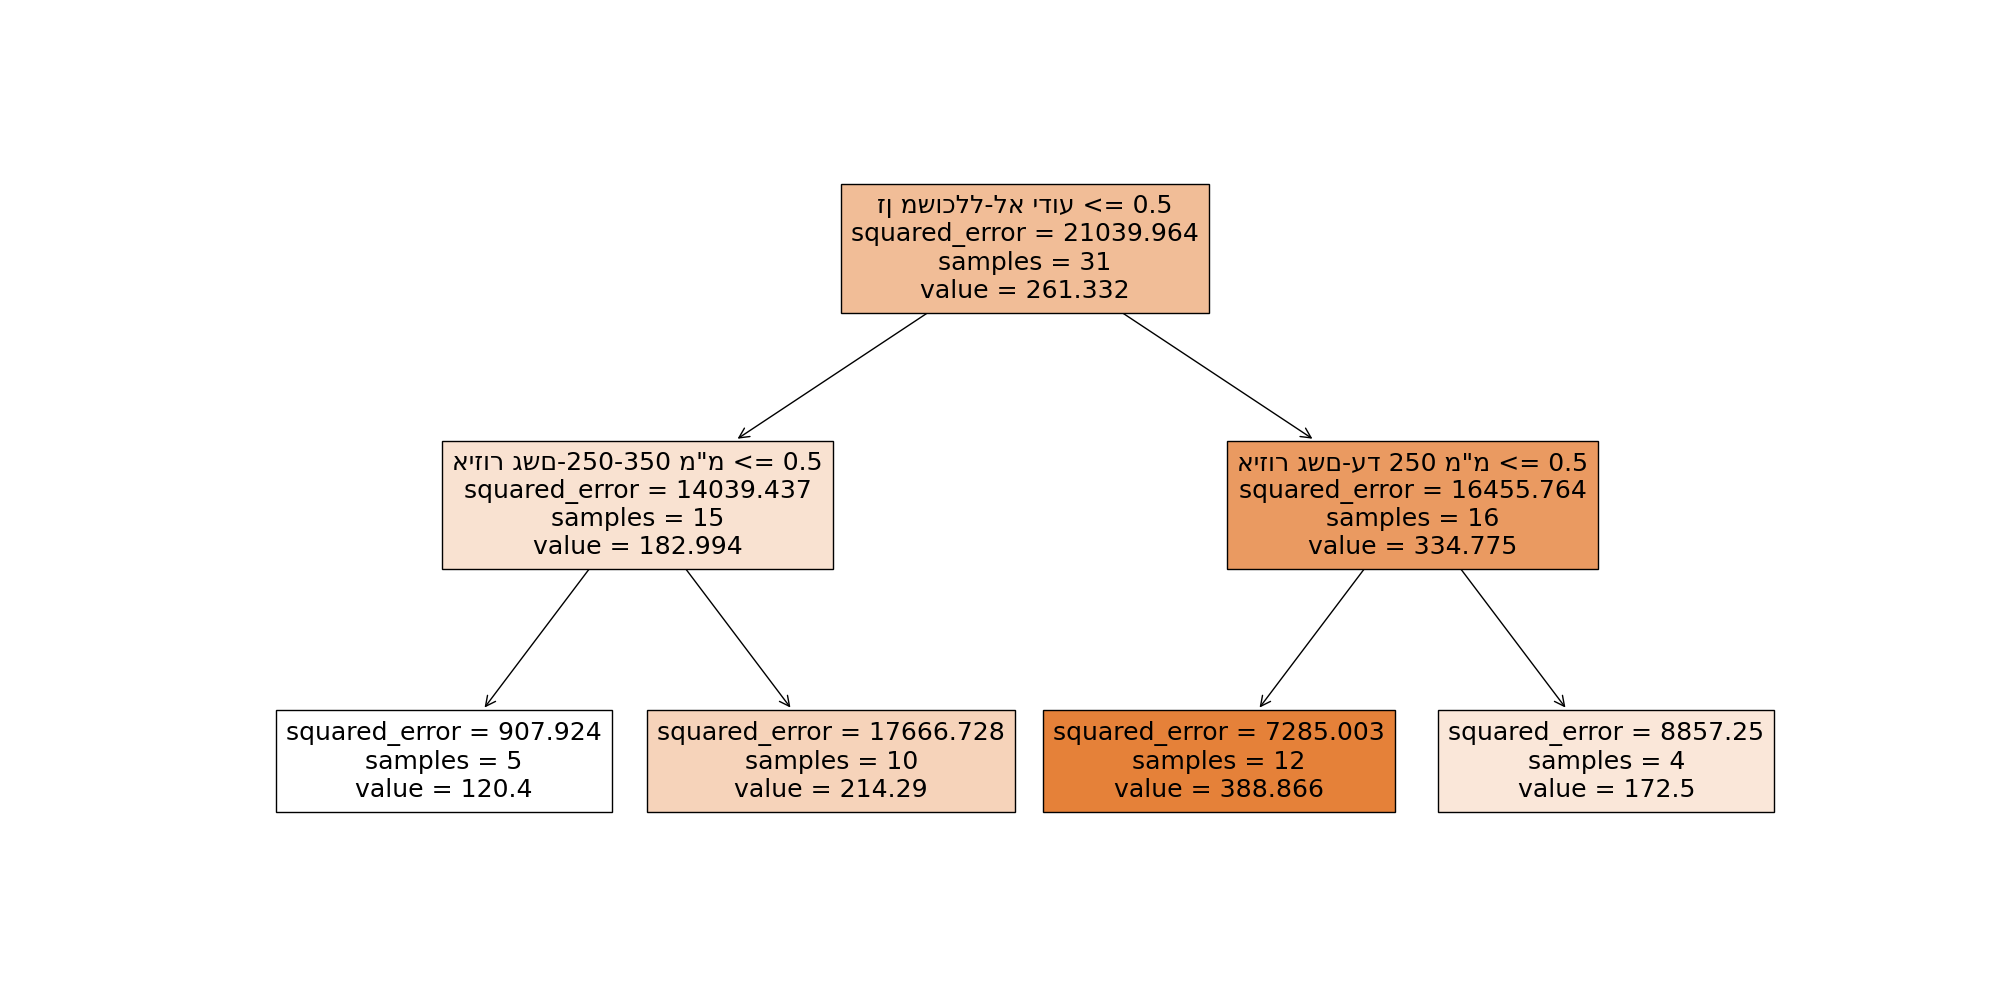 זן משוכלל-לא ידוע <= 0.5
squared_error = 21039.964
samples = 31
value = 261.332
איזור גשם-250-350 מ"מ <= 0.5
squared_error = 14039.437
samples = 15
value = 182.994
איזור גשם-עד 250 מ"מ <= 0.5
squared_error = 16455.764
samples = 16
value = 334.775
squared_error = 907.924
samples = 5
value = 120.4
squared_error = 17666.728
samples = 10
value = 214.29
squared_error = 7285.003
samples = 12
value = 388.866
squared_error = 8857.25
samples = 4
value = 172.5